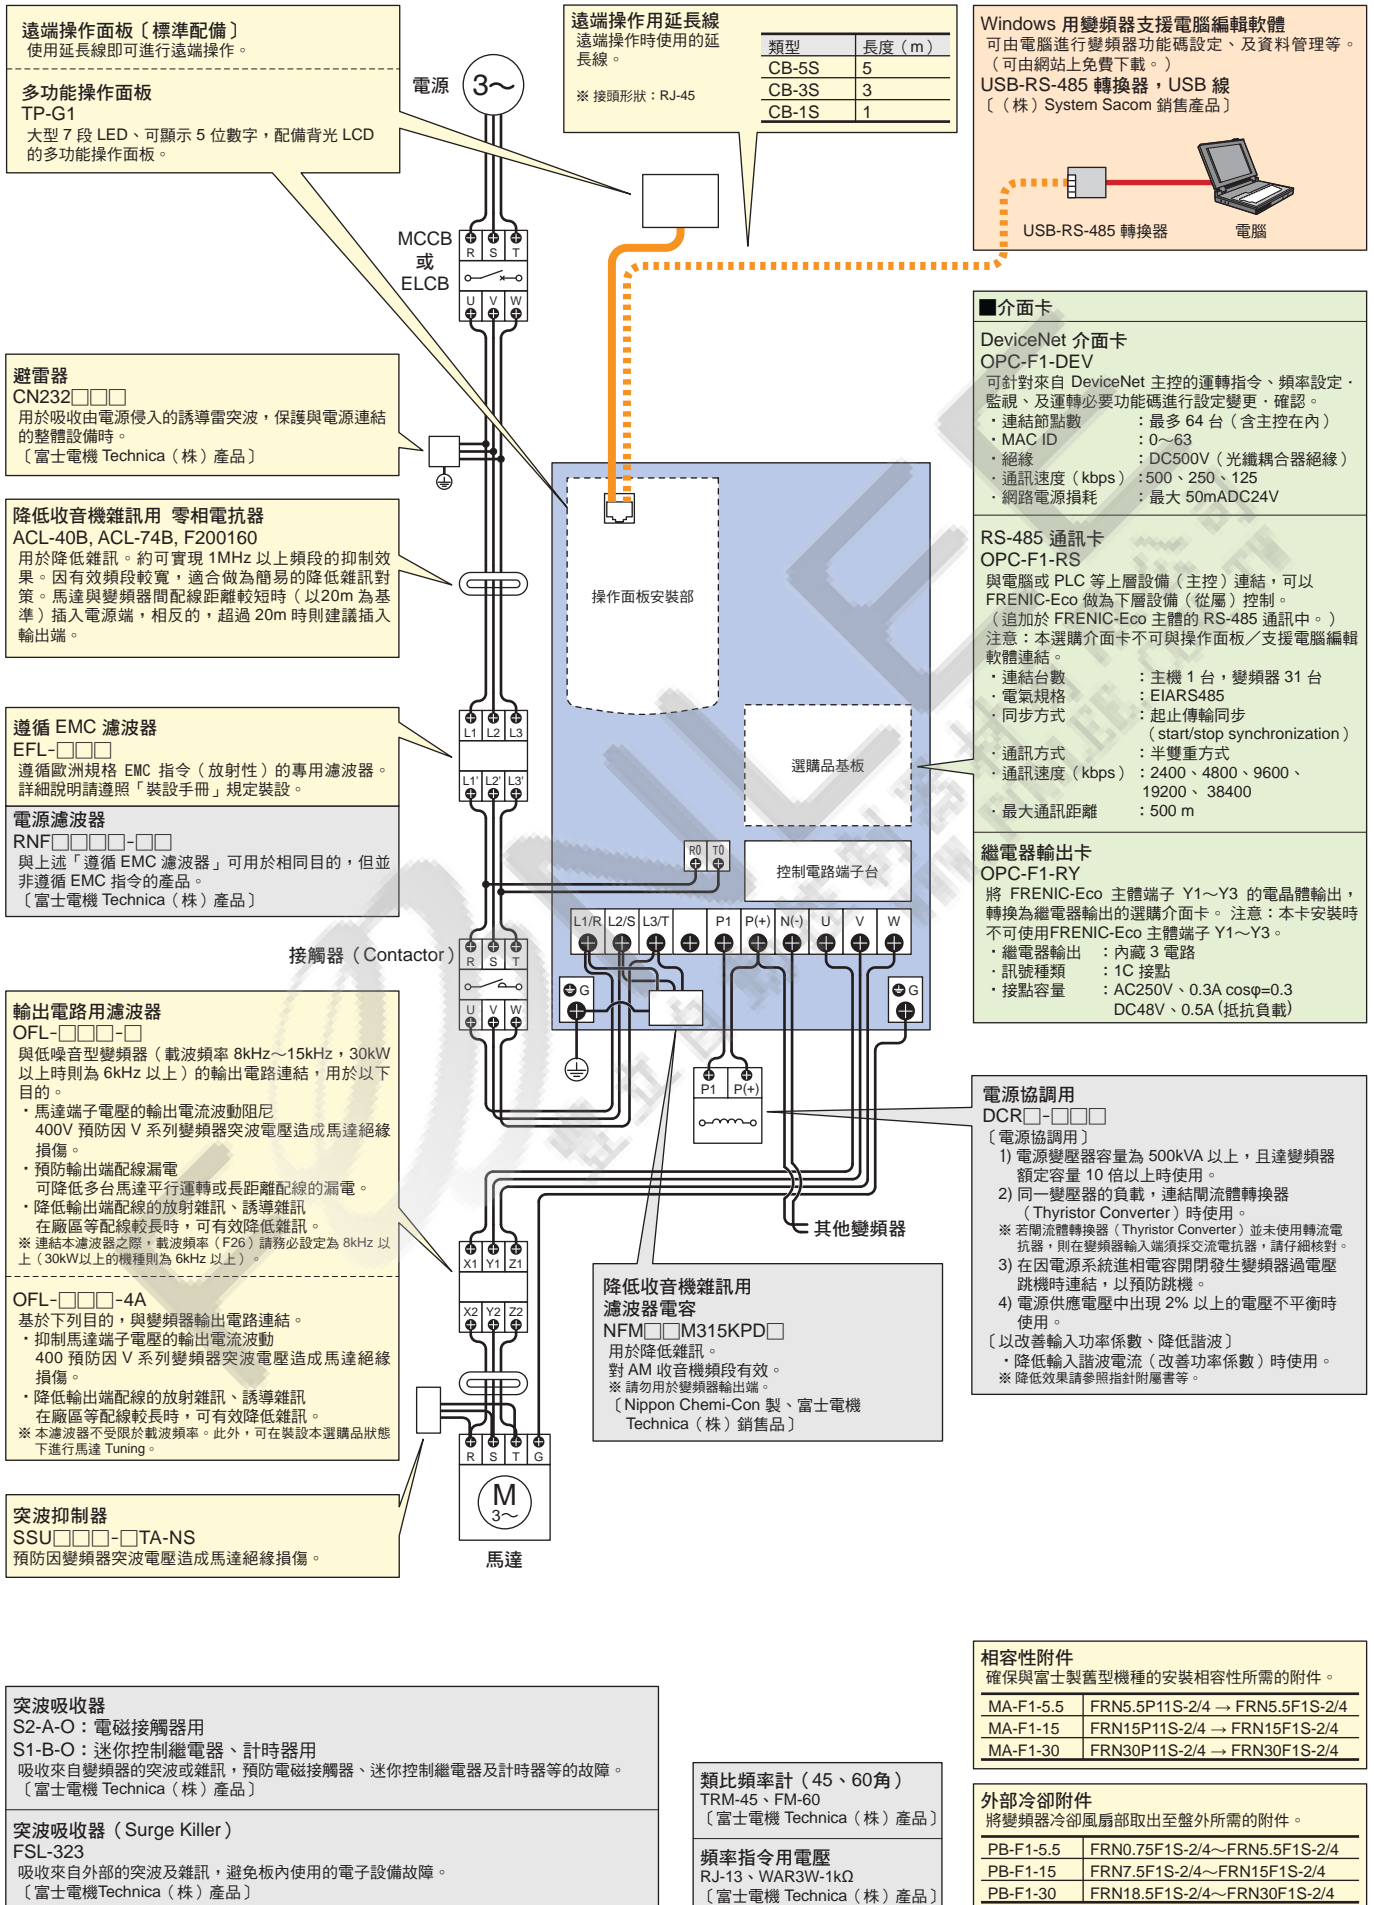 遠端操作面板〔標準配備〕
使用延長線即可進行遠端操作。
多功能操作面板
TP-G1
大型 7 段 LED、可顯示 5 位數字，配備背光 LCD
的多功能操作面板。
電源
3～
遠端操作用延長線
遠端操作時使用的延
長線。
※ 接頭形狀：RJ-45
類型 長度（m）
CB-5S 5
CB-3S 3
CB-1S 1
Windows 用變頻器支援電腦編輯軟體
可由電腦進行變頻器功能碼設定、及資料管理等。
（可由網站上免費下載。）
USB-RS-485 轉換器，USB 線
〔（株）System Sacom 銷售產品〕
USB-RS-485 轉換器
電腦
MCCB
或
ELCB
R S T
U V W
避雷器
CN232□□□
用於吸收由電源侵入的誘導雷突波，保護與電源連結
的整體設備時。
〔富士電機 Technica（株）產品〕
降低收音機雜訊用 零相電抗器
ACL-40B, ACL-74B, F200160
用於降低雜訊。約可實現 1MHz 以上頻段的抑制效
果。因有效頻段較寬，適合做為簡易的降低雜訊對
策。馬達與變頻器間配線距離較短時（以20m 為基
準）插入電源端，相反的，超過 20m 時則建議插入
輸出端。
遵循 EMC 濾波器
EFL-□□□
遵循歐洲規格 EMC 指令（放射性）的專用濾波器。
詳細說明請遵照「裝設手冊」規定裝設。
電源濾波器
RNF□□□□-□□
與上述「遵循 EMC 濾波器」可用於相同目的，但並
非遵循 EMC 指令的產品。
〔富士電機 Technica（株）產品〕
L1 L2 L3
L1' L2' L3'
接觸器（Contactor）
R S T
U V W
操作面板安裝部
選購品基板
控制電路端子台
R0 T0
L1/R L2/S L3/T P1 P(+) N(-) U V W
G
G
P1 P(+)
其他變頻器
■介面卡
DeviceNet 介面卡
OPC-F1-DEV
可針對來自 DeviceNet 主控的運轉指令、頻率設定．
監視、及運轉必要功能碼進行設定變更．確認。
・連結節點數 ：最多 64 台（含主控在內）
・MAC ID ：0～63
・絕緣 ：DC500V（光纖耦合器絕緣）
・通訊速度（kbps）：500、250、125
・網路電源損耗 ：最大 50mADC24V
RS-485 通訊卡
OPC-F1-RS
與電腦或 PLC 等上層設備（主控）連結，可以
FRENIC-Eco 做為下層設備（從屬）控制。
（追加於 FRENIC-Eco 主體的 RS-485 通訊中。）
注意：本選購介面卡不可與操作面板／支援電腦編輯
軟體連結。
・連結台數 ：主機 1 台，變頻器 31 台
・電氣規格 ：EIARS485
・同步方式 ：起止傳輸同步
（start/stop synchronization）
・通訊方式 ：半雙重方式
・通訊速度（kbps）：2400、4800、9600、
19200、 38400
・最大通訊距離 ：500 m
繼電器輸出卡
OPC-F1-RY
將 FRENIC-Eco 主體端子 Y1～Y3 的電晶體輸出，
轉換為繼電器輸出的選購介面卡。 注意：本卡安裝時
不可使用FRENIC-Eco 主體端子 Y1～Y3。
・繼電器輸出 ：內藏 3 電路
・訊號種類 ：1C 接點
・接點容量 ：AC250V、0.3A cosφ=0.3
DC48V、0.5A (抵抗負載)
輸出電路用濾波器
OFL-□□□-□
與低噪音型變頻器（載波頻率 8kHz～15kHz，30kW
以上時則為 6kHz 以上）的輸出電路連結，用於以下
目的。
・馬達端子電壓的輸出電流波動阻尼
400V 預防因 V 系列變頻器突波電壓造成馬達絕緣
損傷。
・預防輸出端配線漏電
可降低多台馬達平行運轉或長距離配線的漏電。
・降低輸出端配線的放射雜訊、誘導雜訊
在廠區等配線較長時，可有效降低雜訊。
※ 連結本濾波器之際，載波頻率（F26）請務必設定為 8kHz 以
上（30kW以上的機種則為 6kHz 以上）。
OFL-□□□-4A
基於下列目的，與變頻器輸出電路連結。
・抑制馬達端子電壓的輸出電流波動
400 預防因 V 系列變頻器突波電壓造成馬達絕緣
損傷。
・降低輸出端配線的放射雜訊、誘導雜訊
在廠區等配線較長時，可有效降低雜訊。
※ 本濾波器不受限於載波頻率。此外，可在裝設本選購品狀態
下進行馬達 Tuning。
X1 Y1 Z1
X2 Y2 Z2
R S T G
M
3～
馬達
突波抑制器
SSU□□□-□TA-NS
預防因變頻器突波電壓造成馬達絕緣損傷。
降低收音機雜訊用
濾波器電容
NFM□□M315KPD□
用於降低雜訊。
對 AM 收音機頻段有效。
※ 請勿用於變頻器輸出端。
〔Nippon Chemi-Con 製、富士電機
Technica（株）銷售品〕
電源協調用
DCR□-□□□
〔電源協調用〕
1) 電源變壓器容量為 500kVA 以上，且達變頻器
額定容量 10 倍以上時使用。
2) 同一變壓器的負載，連結閘流體轉換器
（Thyristor Converter）時使用。
※ 若閘流體轉換器（Thyristor Converter）並未使用轉流電
抗器，則在變頻器輸入端須採交流電抗器，請仔細核對。
3) 在因電源系統進相電容開閉發生變頻器過電壓
跳機時連結，以預防跳機。
4) 電源供應電壓中出現 2% 以上的電壓不平衡時
使用。
〔以改善輸入功率係數、降低諧波〕
・降低輸入諧波電流（改善功率係數）時使用。
※ 降低效果請參照指針附屬書等。
突波吸收器
S2-A-O：電磁接觸器用
S1-B-O：迷你控制繼電器、計時器用
吸收來自變頻器的突波或雜訊，預防電磁接觸器、迷你控制繼電器及計時器等的故障。
〔富士電機 Technica（株）產品〕
突波吸收器（Surge Killer）
FSL-323
吸收來自外部的突波及雜訊，避免板內使用的電子設備故障。
〔富士電機Technica（株）產品〕
類比頻率計（45、60角）
TRM-45、FM-60
〔富士電機 Technica（株）產品〕
頻率指令用電壓
RJ-13、WAR3W-1kΩ
〔富士電機 Technica（株）產品〕
相容性附件
確保與富士製舊型機種的安裝相容性所需的附件。
MA-F1-5.5 FRN5.5P11S-2/4 → FRN5.5F1S-2/4
MA-F1-15 FRN15P11S-2/4 → FRN15F1S-2/4
MA-F1-30 FRN30P11S-2/4 → FRN30F1S-2/4
外部冷卻附件
將變頻器冷卻風扇部取出至盤外所需的附件。
PB-F1-5.5 FRN0.75F1S-2/4～FRN5.5F1S-2/4
PB-F1-15 FRN7.5F1S-2/4～FRN15F1S-2/4
PB-F1-30 FRN18.5F1S-2/4～FRN30F1S-2/4